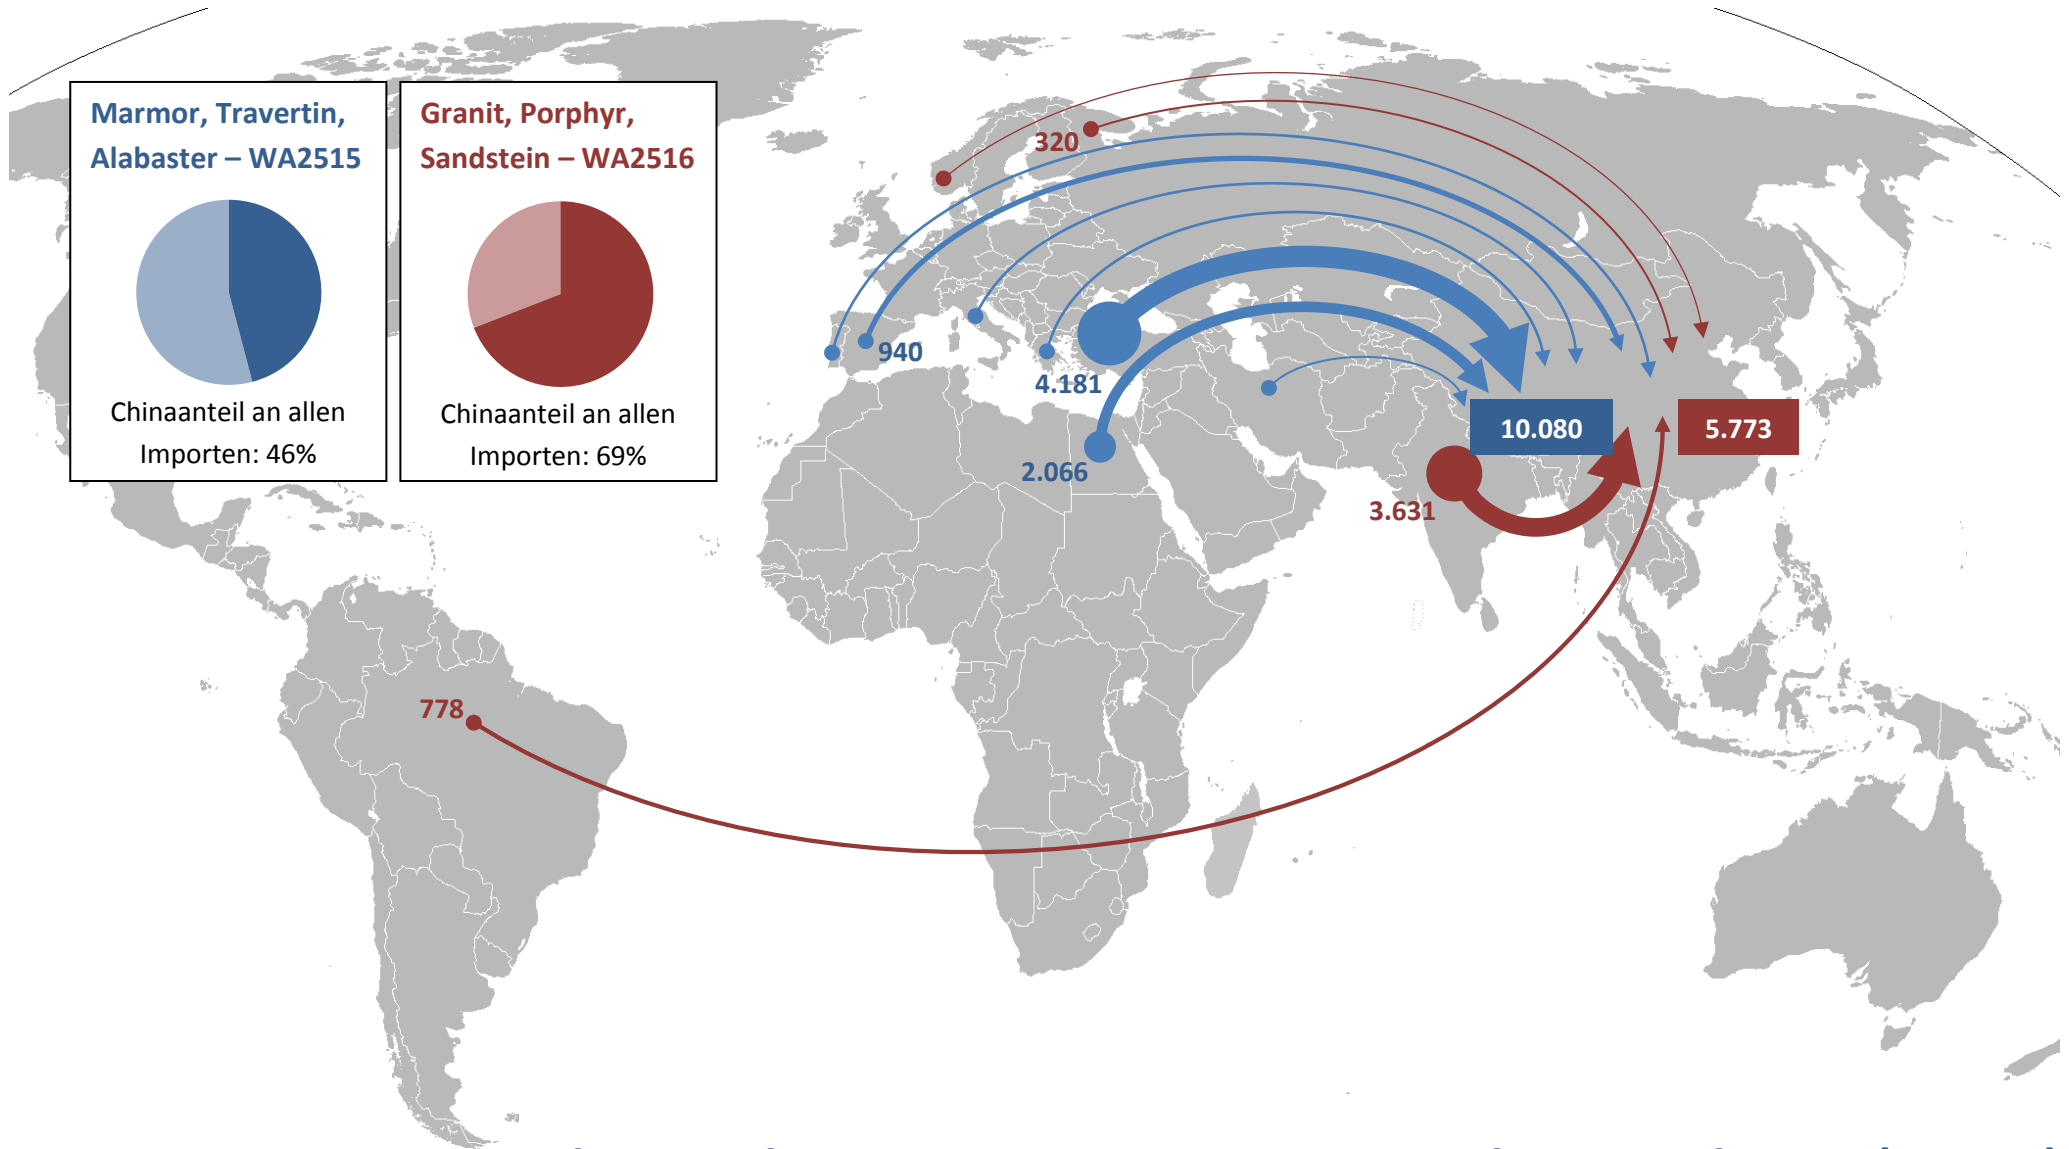 Marmor, Travertin,
Alabaster – WA2515
Chinaanteil an allen
Importen: 46%
Granit, Porphyr,
Sandstein – WA2516
Chinaanteil an allen
Importen: 69%
320
940
4.181
2.066
10.080
5.773
3.631
778